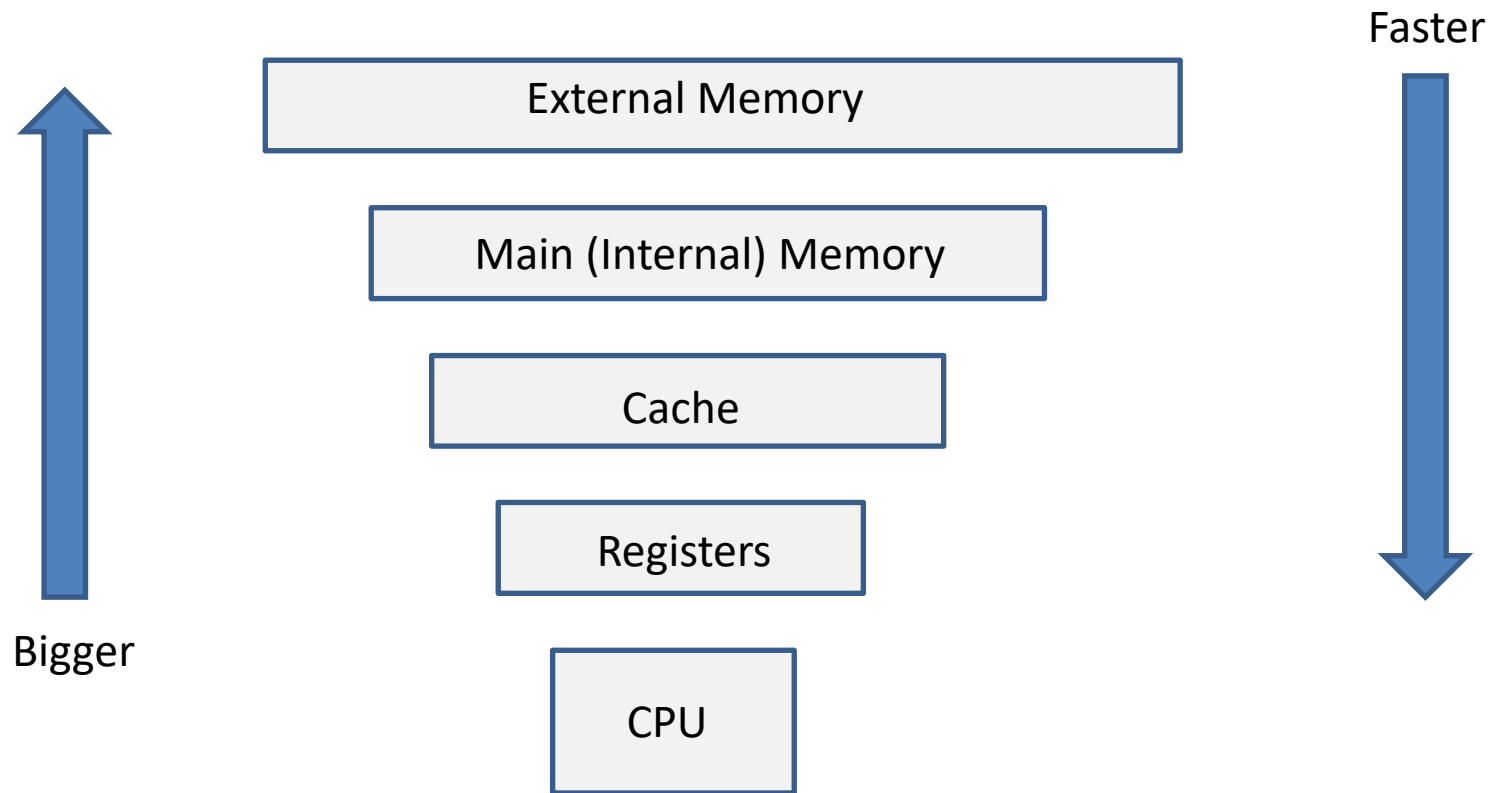 Faster
External Memory
Main (Internal) Memory
Cache
Registers
Bigger
CPU